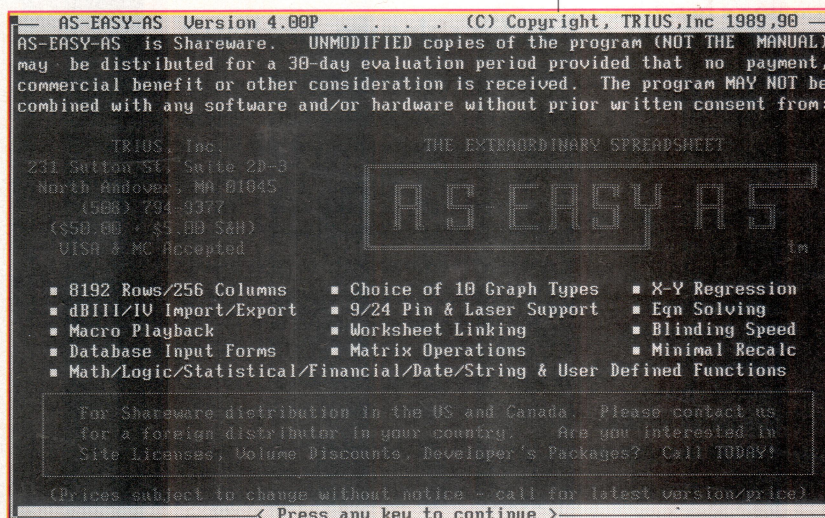 AS-EASY-AS Version 4.00P . . . . (C) Copyright, TRIUS,Inc 1989,90
AS-EASY-AS is Shareware. UNMODIFIED copies of the program (NOT THE MANUAL)
may be distributed for a 30-day evaluation period provided that no payment,
commercial benefit or other consideration is received. The program MAY NOT be
combined with any software and/or hardware without prior written consent from:
TRIUS, Inc.
231 Sutton St, Suite 2D-3
North Andover, MA 01845
(508) 794-9377
($50.00 + $5.00 S&H)
VISA & MC Accepted
THE EXTRAORDINARY SPREADSHEET
AS-EASY-AS
tm
▪ 8192 Rows/256 Columns ▪ Choice of 10 Graph Types ▪ X-Y Regression
▪ dBIII/IV Import/Export ▪ 9/24 Pin & Laser Support ▪ Eqn Solving
▪ Macro Playback ▪ Worksheet Linking ▪ Blinding Speed
▪ Database Input Forms ▪ Matrix Operations ▪ Minimal Recalc
▪ Math/Logic/Statistical/Financial/Date/String & User Defined Functions
For Shareware distribution in the US and Canada. Please contact us
for a foreign distributor in your country. Are you interested in
Site Licenses, Volume Discounts, Developer's Packages? Call TODAY!
(Prices subject to change without notice - call for latest version/price)
< Press any key to continue >